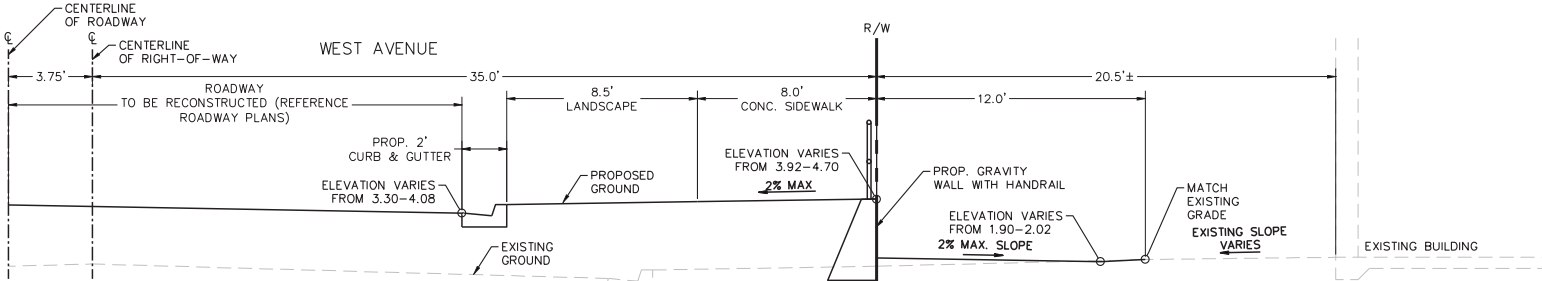 CENTERLINE
OF ROADWAY
℄
℄
CENTERLINE
OF RIGHT-OF-WAY
WEST AVENUE
R/W
3.75'
35.0'
20.5'±
ROADWAY
TO BE RECONSTRUCTED (REFERENCE
ROADWAY PLANS)
8.5'
LANDSCAPE
8.0'
CONC. SIDEWALK
12.0'
PROP. 2'
CURB & GUTTER
ELEVATION VARIES
FROM 3.92-4.70
ELEVATION VARIES
FROM 3.30-4.08
PROPOSED
GROUND
2% MAX
PROP. GRAVITY
WALL WITH HANDRAIL
MATCH
EXISTING
GRADE
ELEVATION VARIES
FROM 1.90-2.02
2% MAX. SLOPE
EXISTING SLOPE
VARIES
EXISTING
GROUND
EXISTING BUILDING